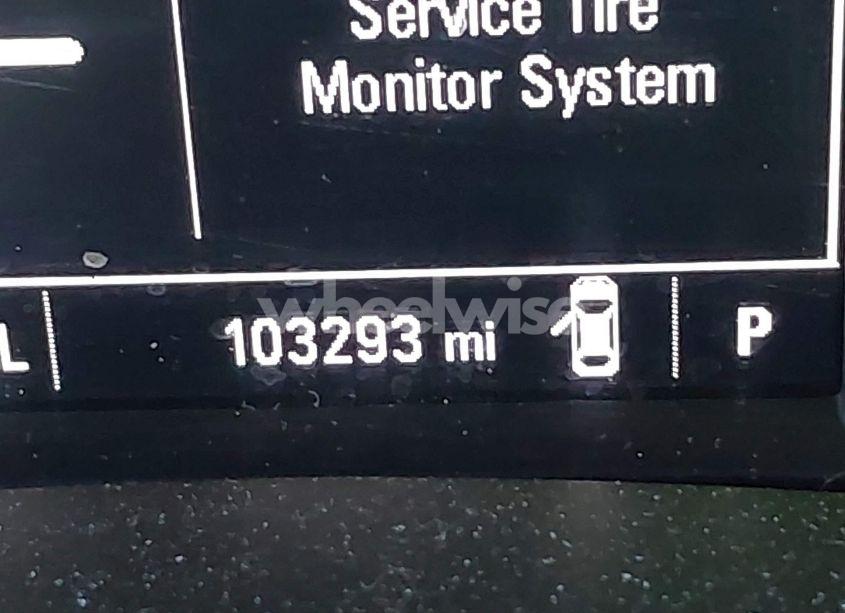 Service Tire
Monitor System
L
103293 mi
P
wheelwise